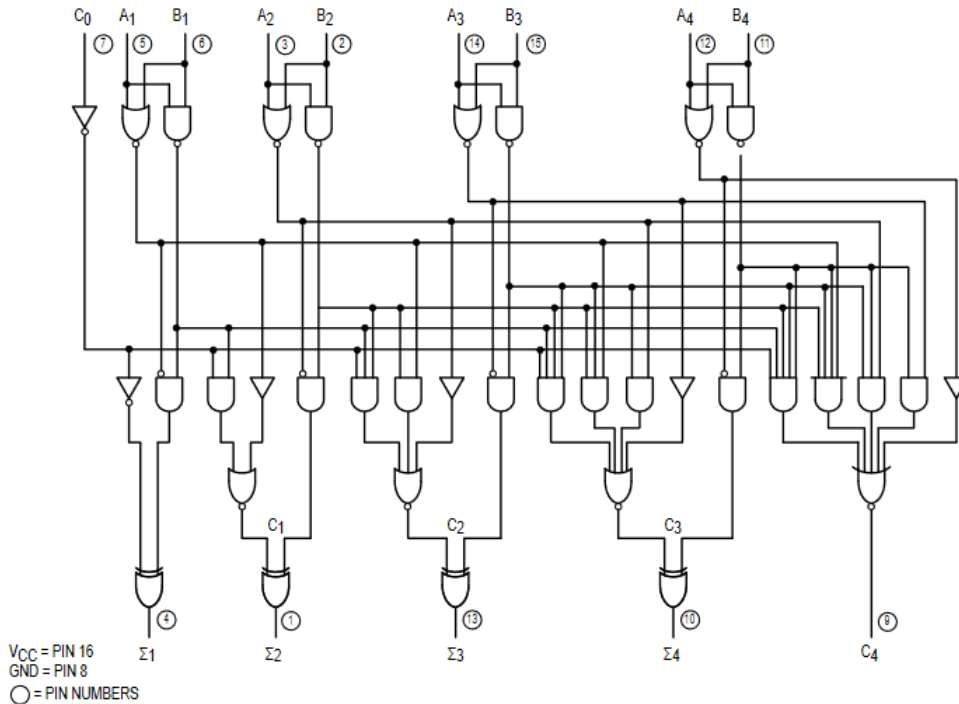 C0 A1 B1 A2 B2 A3 B3 A4 B4
7 5 6 3 2 14 15 12 11
C1 C2 C3
4 1 13 10 9
Σ1 Σ2 Σ3 Σ4 C4
VCC = PIN 16
GND = PIN 8
= PIN NUMBERS